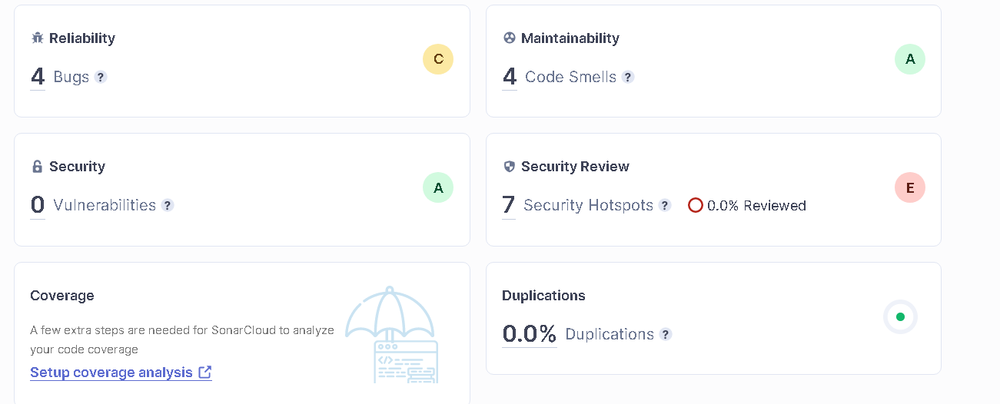 Reliability
4 Bugs ?
C
Maintainability
4 Code Smells ?
A
Security
0 Vulnerabilities ?
A
Security Review
7 Security Hotspots ? 0.0% Reviewed
E
Coverage
A few extra steps are needed for SonarCloud to analyze
your code coverage
Setup coverage analysis
</>
Duplications
0.0% Duplications ?